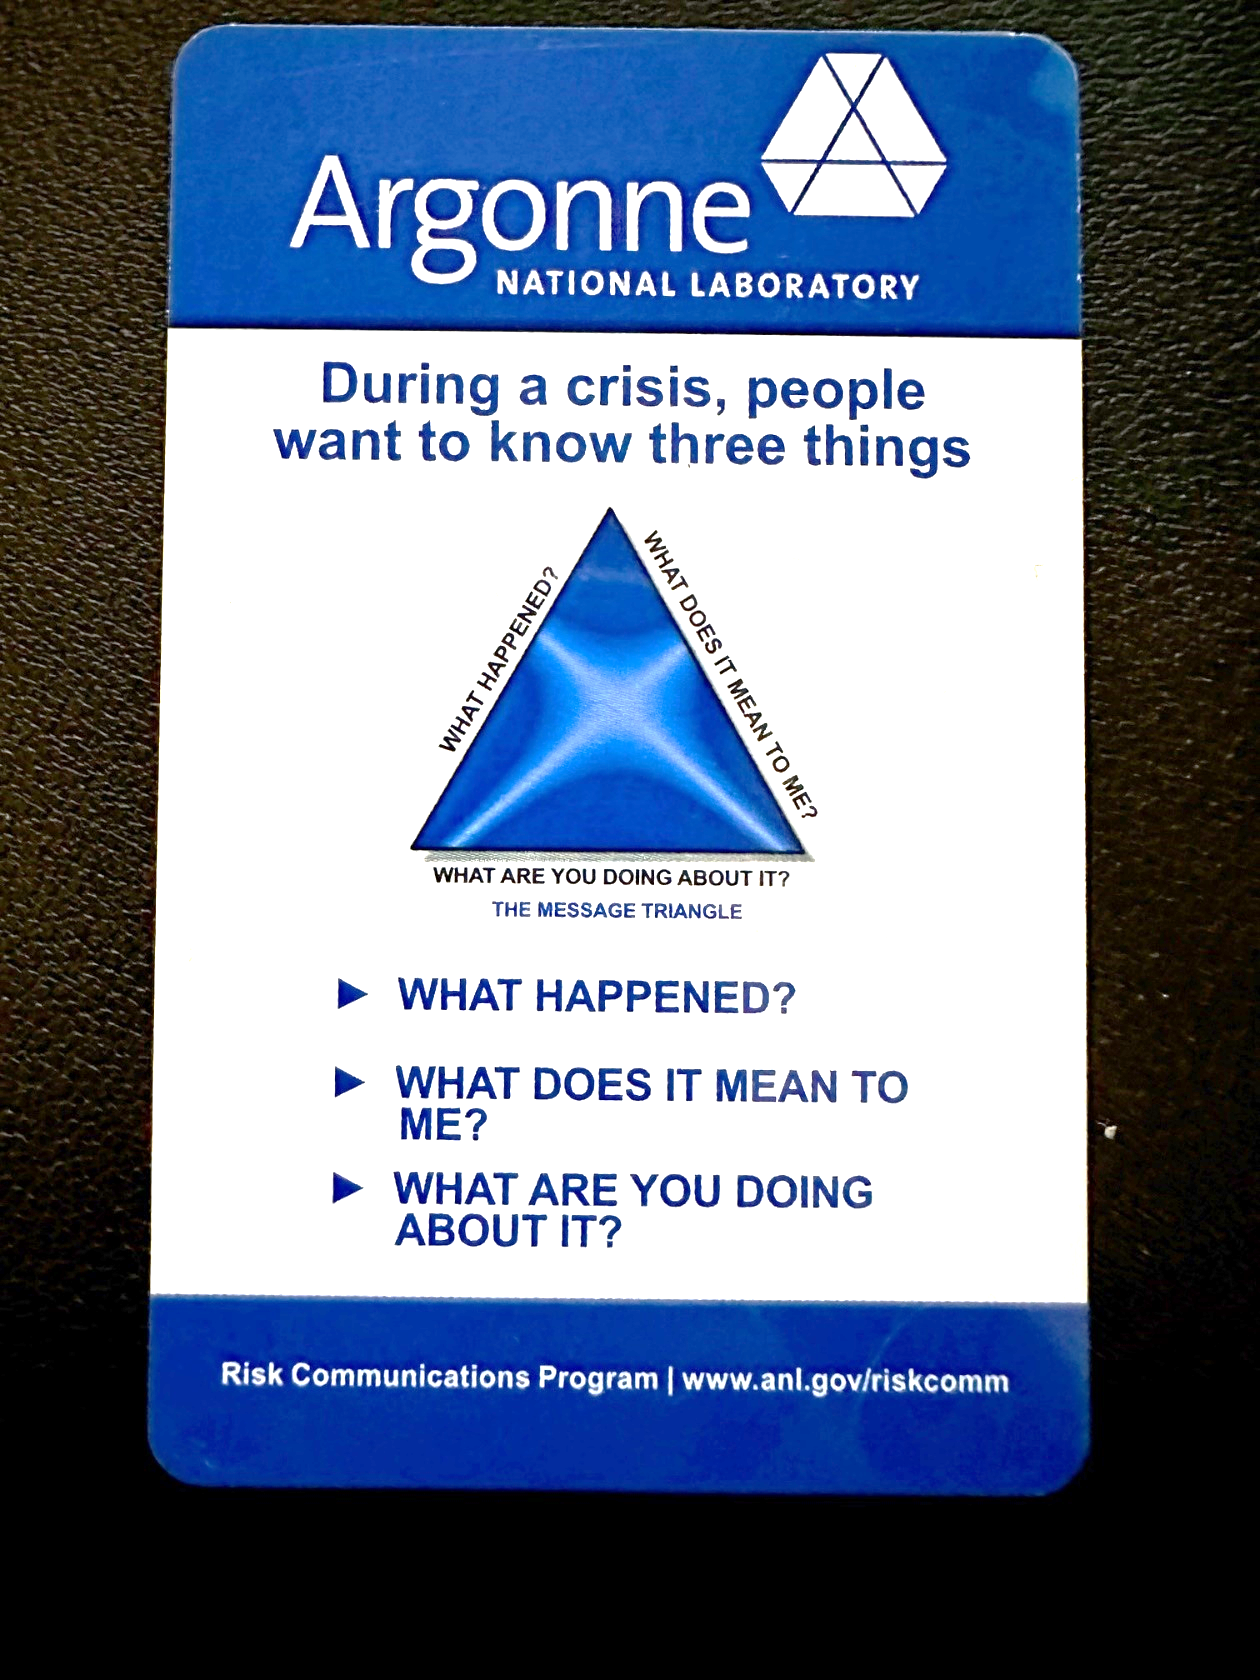 Argonne
NATIONAL LABORATORY
During a crisis, people
want to know three things
WHAT HAPPENED?
WHAT DOES IT MEAN TO ME?
WHAT ARE YOU DOING ABOUT IT?
THE MESSAGE TRIANGLE
WHAT HAPPENED?
WHAT DOES IT MEAN TO
ME?
WHAT ARE YOU DOING
ABOUT IT?
Risk Communications Program | www.anl.gov/riskcomm